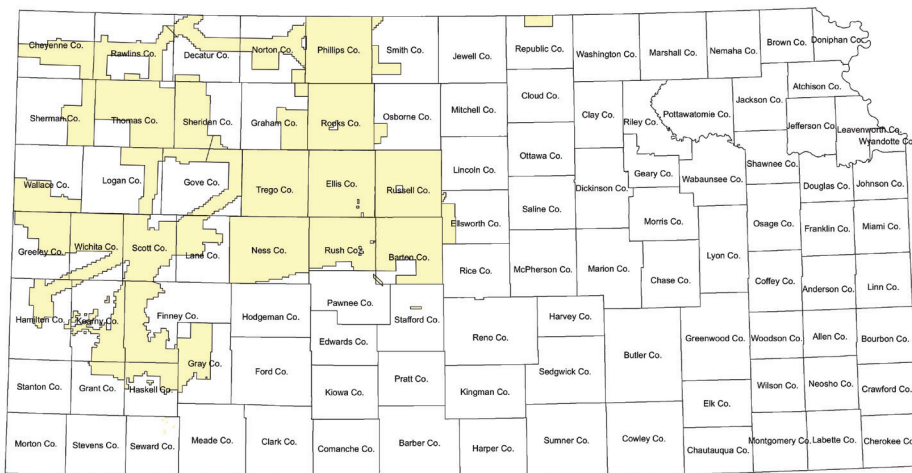 Cheyenne Co.
Rawlins Co.
Decatur Co.
Norton Co.
Phillips Co.
Smith Co.
Jewell Co.
Republic Co.
Washington Co.
Marshall Co.
Nemaha Co.
Brown Co.
Doniphan Co.
Sherman Co.
Thomas Co.
Sheriden Co.
Graham Co.
Rooks Co.
Osborne Co.
Mitchell Co.
Cloud Co.
Clay Co.
Riley Co.
Pottawatomie Co.
Jackson Co.
Atchison Co.
Jefferson Co.
Leavenworth Co.
Wyandotte Co.
Wallace Co.
Logan Co.
Gove Co.
Trego Co.
Ellis Co.
Russell Co.
Lincoln Co.
Ottawa Co.
Dickinson Co.
Geary Co.
Wabaunsee Co.
Shawnee Co.
Douglas Co.
Johnson Co.
Greeley Co.
Wichita Co.
Scott Co.
Lane Co.
Ness Co.
Rush Co.
Barton Co.
Ellsworth Co.
Saline Co.
Morris Co.
Osage Co.
Franklin Co.
Miami Co.
Rice Co.
McPherson Co.
Marion Co.
Chase Co.
Lyon Co.
Coffey Co.
Anderson Co.
Linn Co.
Hamilton Co.
Kearny Co.
Finney Co.
Hodgeman Co.
Pawnee Co.
Stafford Co.
Edwards Co.
Reno Co.
Harvey Co.
Butler Co.
Greenwood Co.
Woodson Co.
Allen Co.
Bourbon Co.
Stanton Co.
Grant Co.
Haskell Co.
Gray Co.
Ford Co.
Kiowa Co.
Pratt Co.
Kingman Co.
Sedgwick Co.
Elk Co.
Wilson Co.
Neosho Co.
Crawford Co.
Morton Co.
Stevens Co.
Seward Co.
Meade Co.
Clark Co.
Comanche Co.
Barber Co.
Harper Co.
Sumner Co.
Cowley Co.
Chautauqua Co.
Montgomery Co.
Labette Co.
Cherokee Co.